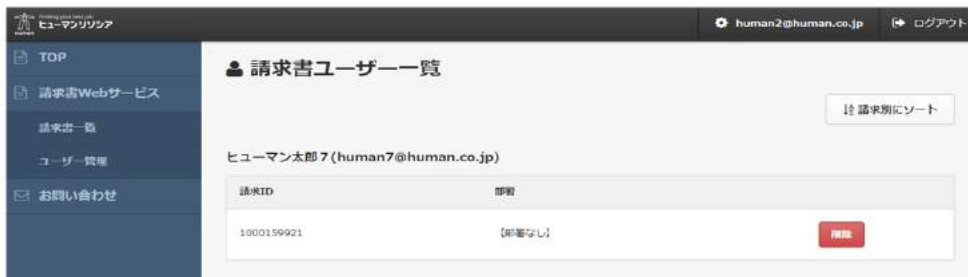 ヒューマンリソシア
human2@human.co.jp
ログアウト
TOP
請求書Webサービス
請求書一覧
ユーザー管理
お問い合わせ
請求書ユーザー一覧
請求別にソート
ヒューマン太郎７(human7@human.co.jp)
請求ID
部署
1000159921
【部署なし】
削除